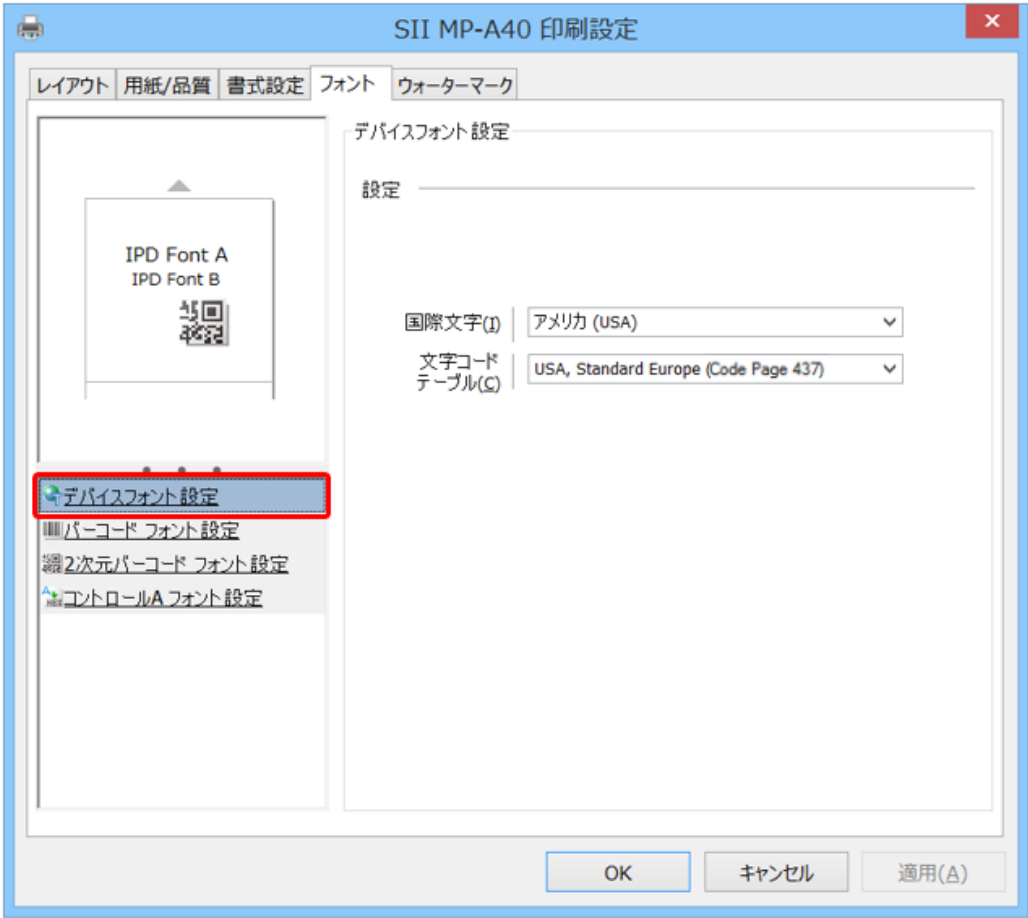 SII MP-A40 印刷設定
レイアウト 用紙/品質 書式設定 フォント ウォーターマーク
IPD Font A
IPD Font B
デバイスフォント設定
バーコード フォント設定
2次元バーコード フォント設定
コントロールA フォント設定
デバイスフォント設定
設定
国際文字(I) アメリカ (USA)
文字コード
テーブル(C) USA, Standard Europe (Code Page 437)
OK キャンセル 適用(A)